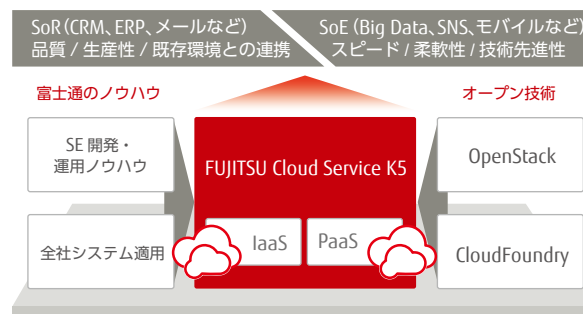 SoR(CRM、ERP、メールなど)
品質 / 生産性 / 既存環境との連携
SoE (Big Data、SNS、モバイルなど)
スピード / 柔軟性 / 技術先進性
富士通のノウハウ
オープン技術
SE 開発・
運用ノウハウ
全社システム適用
FUJITSU Cloud Service K5
IaaS
PaaS
OpenStack
CloudFoundry